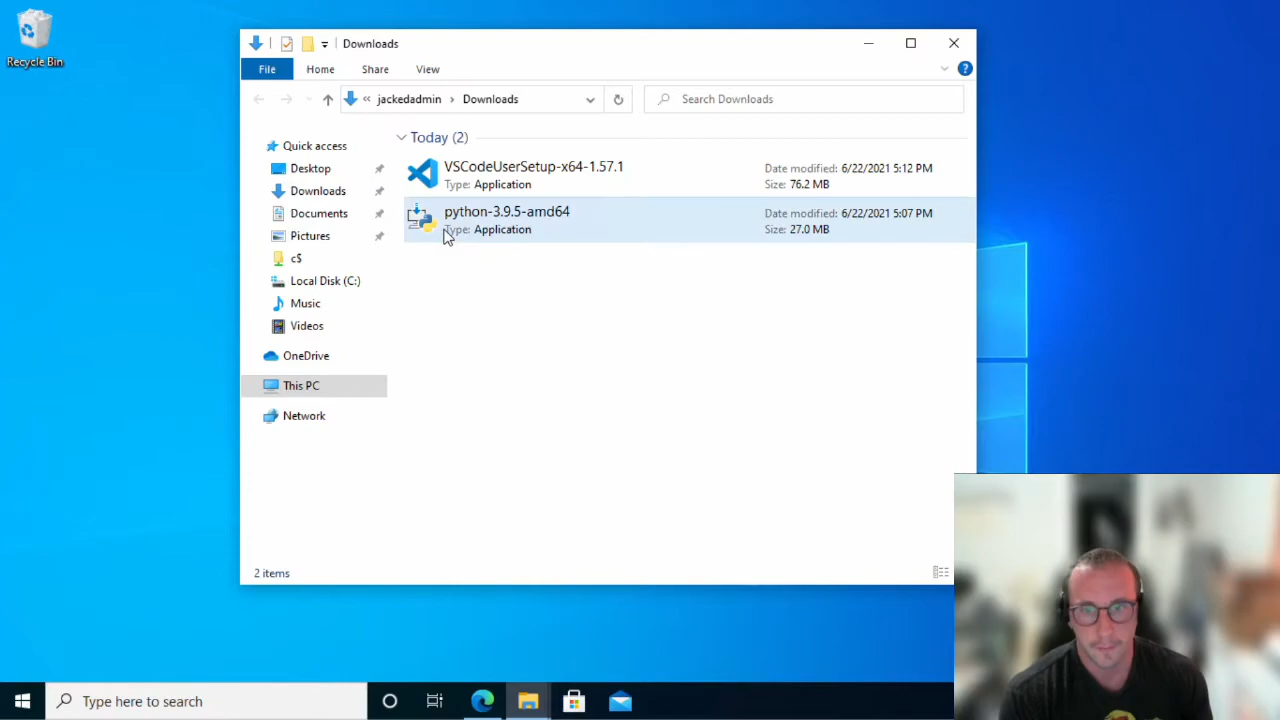 Recycle Bin
Downloads
File Home Share View
« jackedadmin › Downloads
Search Downloads
Quick access
Desktop
Downloads
Documents
Pictures
c$
Local Disk (C:)
Music
Videos
OneDrive
This PC
Network
Today (2)
VSCodeUserSetup-x64-1.57.1
Type: Application
Date modified: 6/22/2021 5:12 PM
Size: 76.2 MB
python-3.9.5-amd64
Type: Application
Date modified: 6/22/2021 5:07 PM
Size: 27.0 MB
2 items
Type here to search